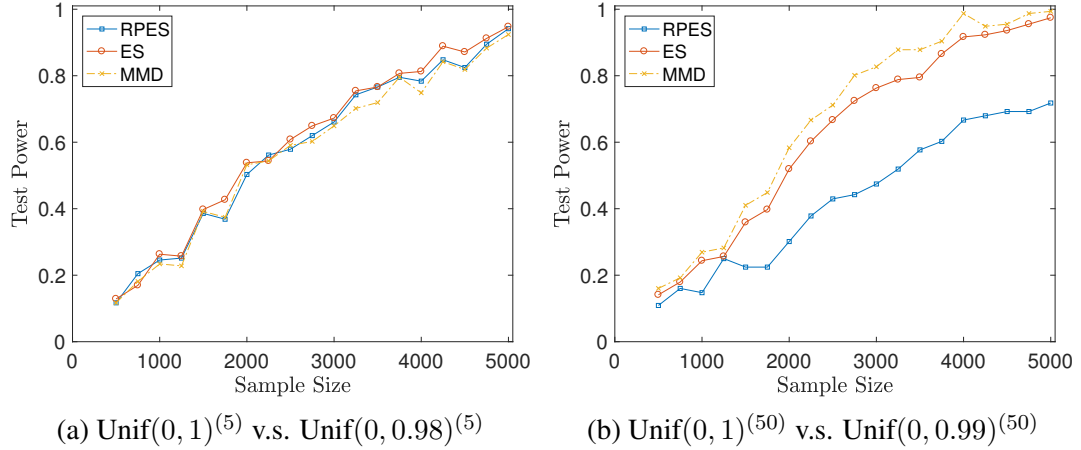 RPES
ES
MMD
1
0.8
0.6
0.4
0.2
0
Test Power
0 1000 2000 3000 4000 5000
Sample Size
(a) Unif(0, 1)^(5) v.s. Unif(0, 0.98)^(5)
RPES
ES
MMD
1
0.8
0.6
0.4
0.2
0
Test Power
0 1000 2000 3000 4000 5000
Sample Size
(b) Unif(0, 1)^(50) v.s. Unif(0, 0.99)^(50)